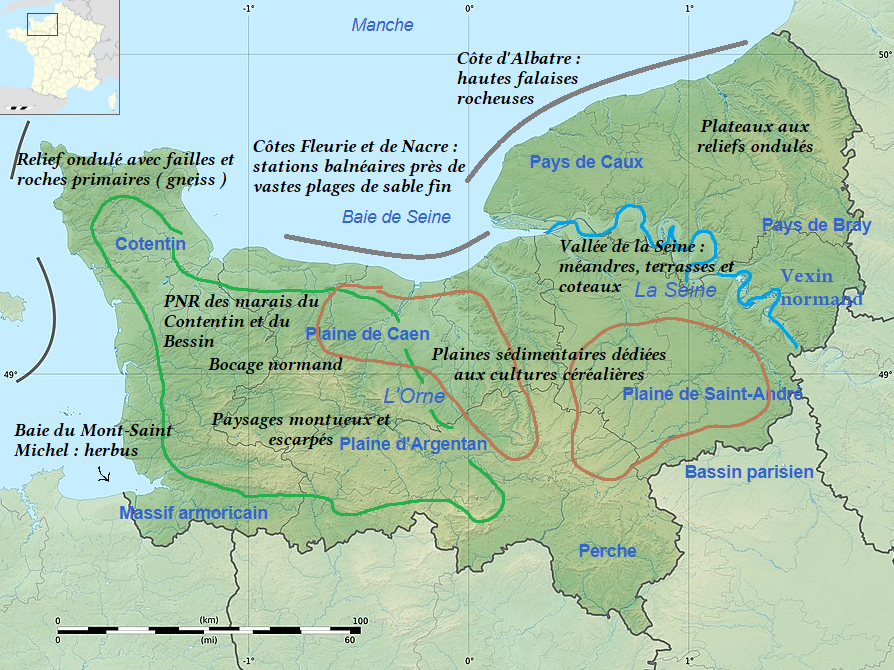 -1°
0°
1°
Manche
50°
Côte d'Albatre :
hautes falaises
rocheuses
Plateaux aux
reliefs ondulés
Relief ondulé avec failles et
roches primaires ( gneiss )
Côtes Fleurie et de Nacre :
stations balnéaires près de
vastes plages de sable fin
Pays de Caux
Baie de Seine
Pays de Bray
Cotentin
Vallée de la Seine :
méandres, terrasses et
coteaux
La Seine
Vexin
normand
PNR des marais du
Contentin et du
Bessin
Plaine de Caen
Bocage normand
Plaines sédimentaires dédiées
aux cultures céréalières
49°
49°
L'Orne
Plaine de Saint-André
Paysages montueux et
escarpés
Plaine d'Argentan
Baie du Mont-Saint
Michel : herbus
Bassin parisien
Massif armoricain
Perche
0
(km)
100
0
(mi)
60
-1°
0°
1°